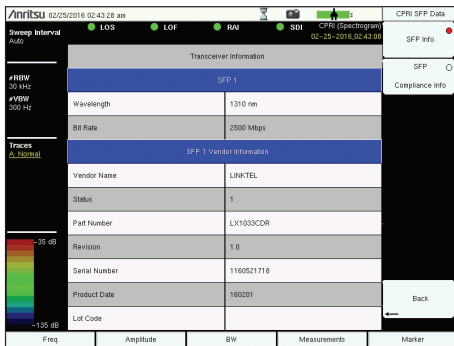 Anritsu 02/25/2016 02:43:28 am
Sweep Interval
Auto
#RBW
30 kHz
#VBW
300 Hz
Traces
A: Normal
-35 dB
-135 dB
LOS
LOF
RAI
SDI
CPRI (Spectrogram)
02-25-2016,02:43:08
Transceiver Information
SFP 1
Wavelength 1310 nm
Bit Rate 2500 Mbps
SFP 1 Vendor Information
Vendor Name LINKTEL
Status 1
Part Number LX1033CDR
Revision 1.0
Serial Number 1160521718
Product Date 160201
Lot Code
CPRI SFP Data
SFP Info
SFP
Compliance Info
Back
Freq
Amplitude
BW
Measurements
Marker